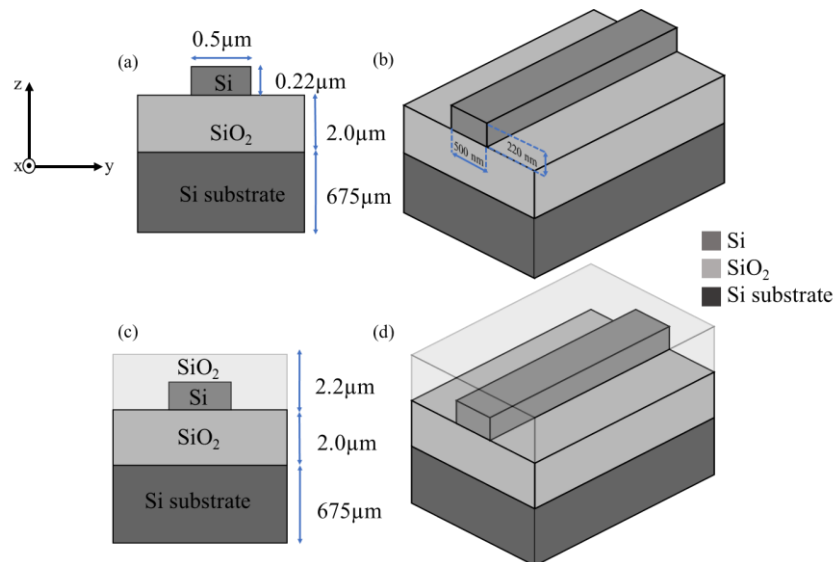 (a)
0.5µm
Si
0.22µm
SiO₂
2.0µm
Si substrate
675µm
z
x
y
(b)
500 nm
220 nm
Si
SiO₂
Si substrate
(c)
SiO₂
2.2µm
Si
SiO₂
2.0µm
Si substrate
675µm
(d)